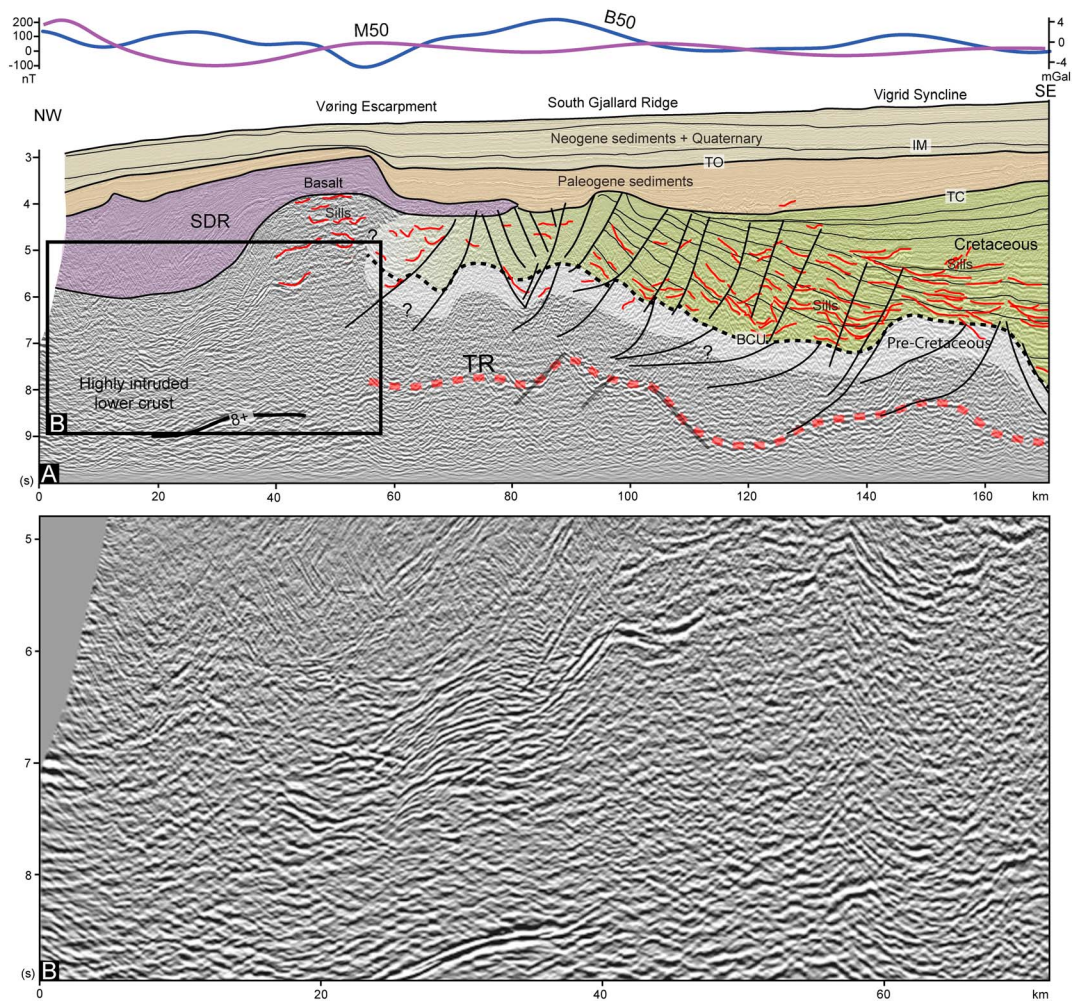 200
100
0
-100
nT
M50
B50
4
0
-4
mGal
NW
Vøring Escarpment
South Gjallard Ridge
Vigrid Syncline
SE
Neogene sediments + Quaternary
IM
TO
3
Basalt
Paleogene sediments
TC
4
SDR
Sills
?
Cretaceous
5
Sills
6
?
Sills
BCU
Pre-Cretaceous
7
TR
?
Highly intruded
lower crust
8
B
8+
9
A
(s)
0 20 40 60 80 100 120 140 160 km
5
6
7
8
(s)
B
0 20 40 60 km